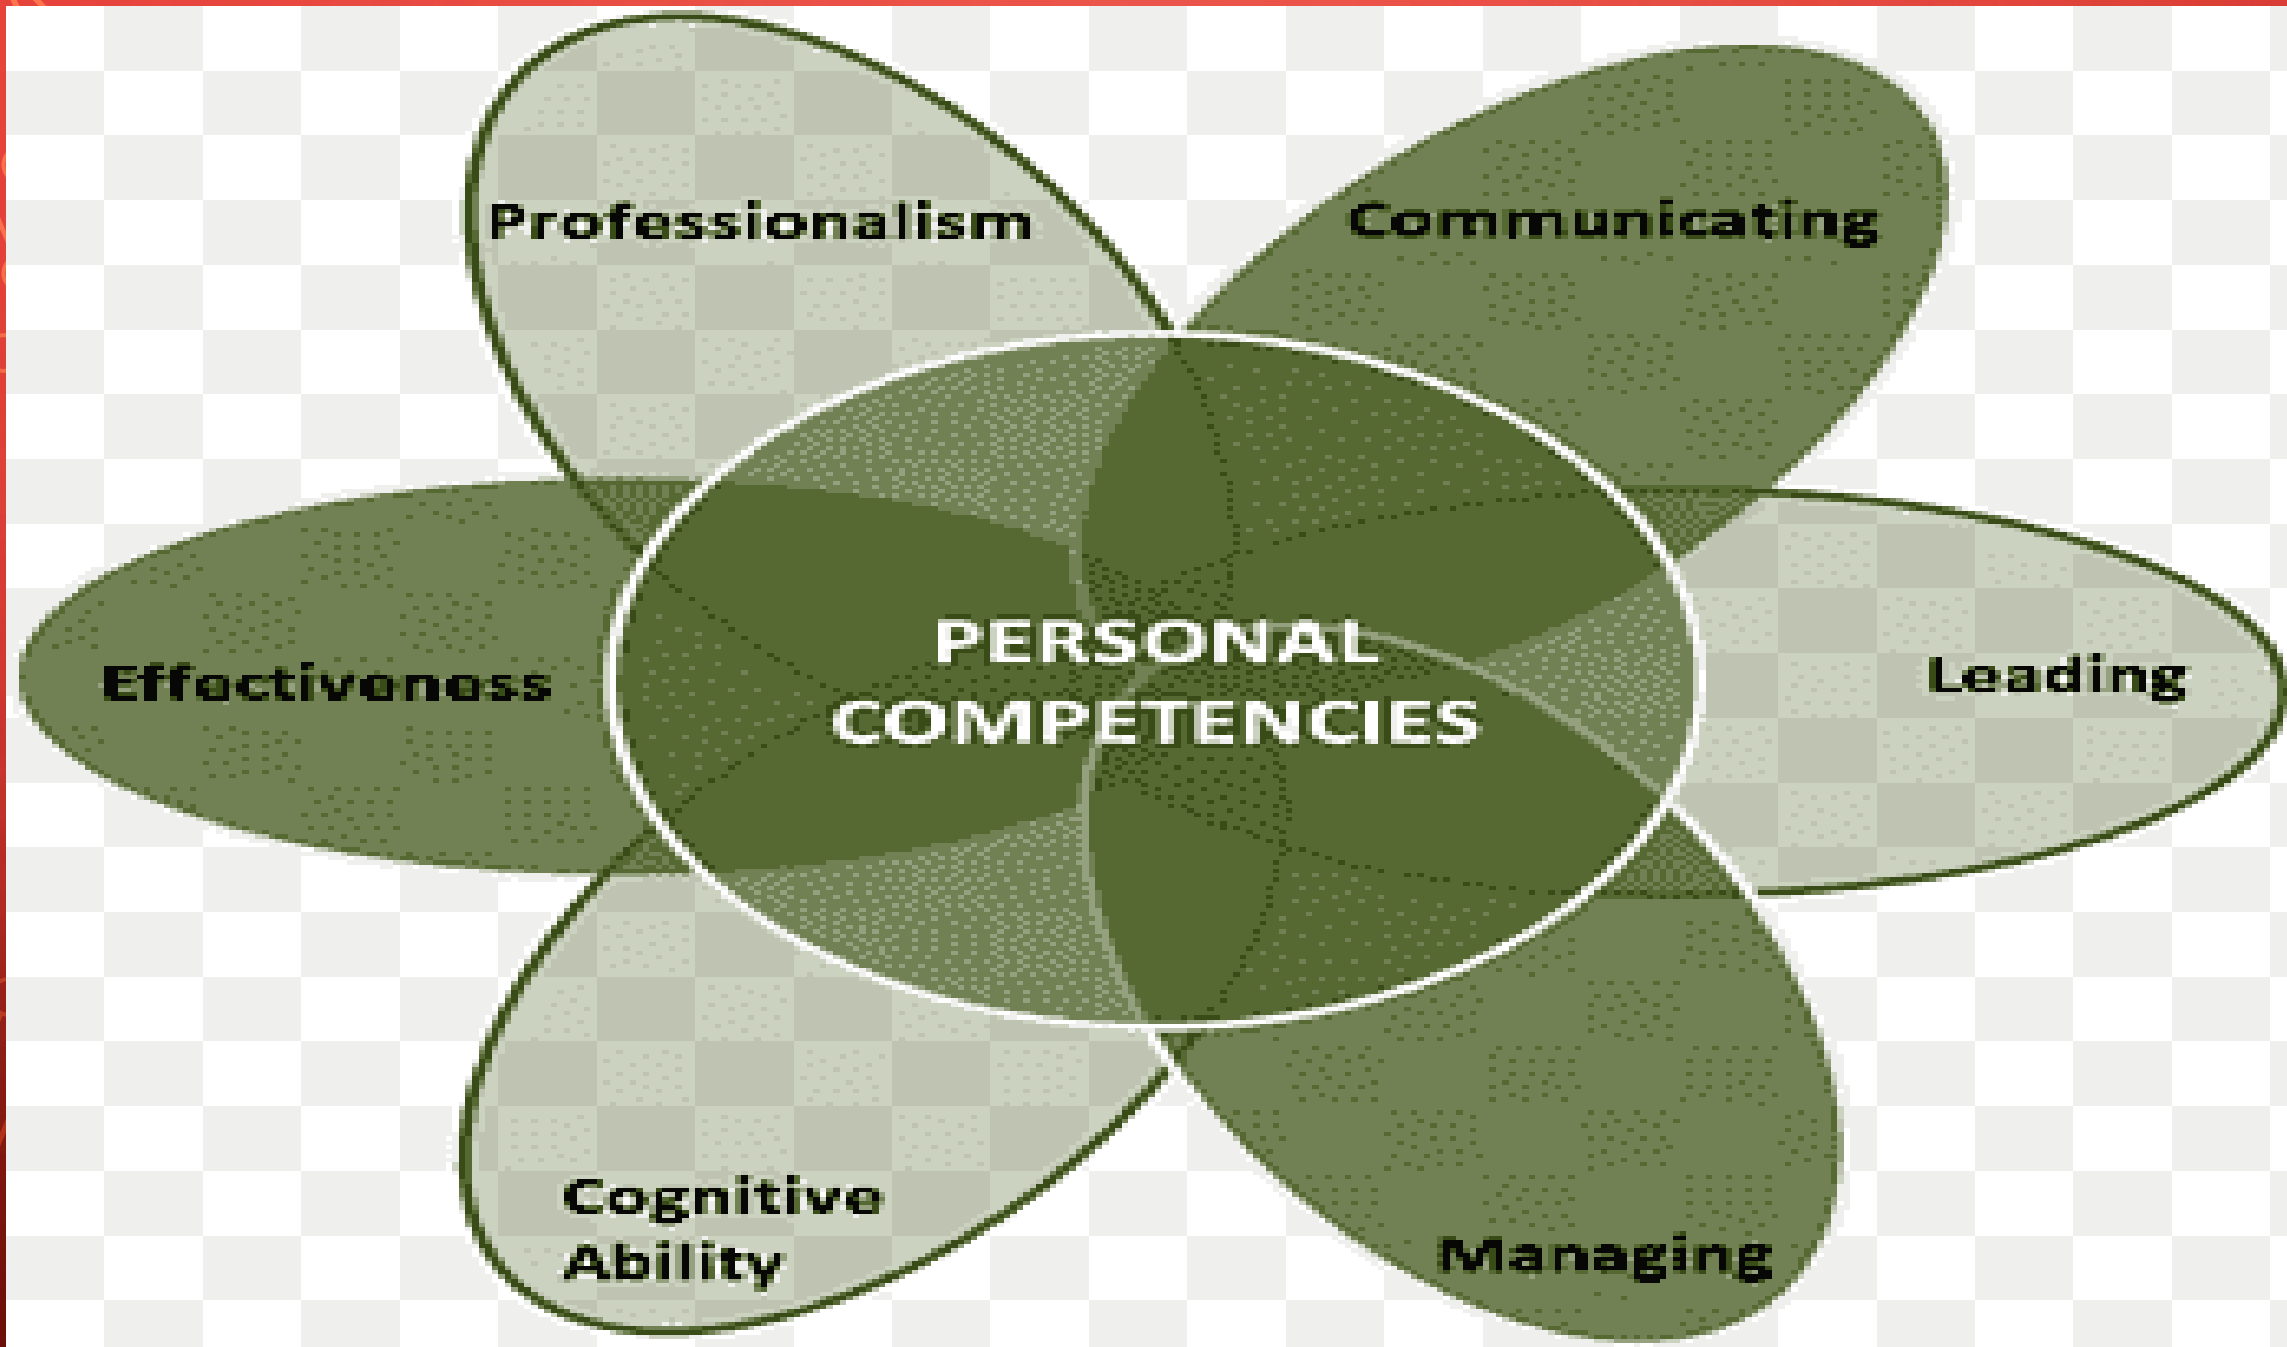 Professionalism
Communicating
PERSONAL
COMPETENCIES
Effectiveness
Leading
Cognitive
Ability
Managing